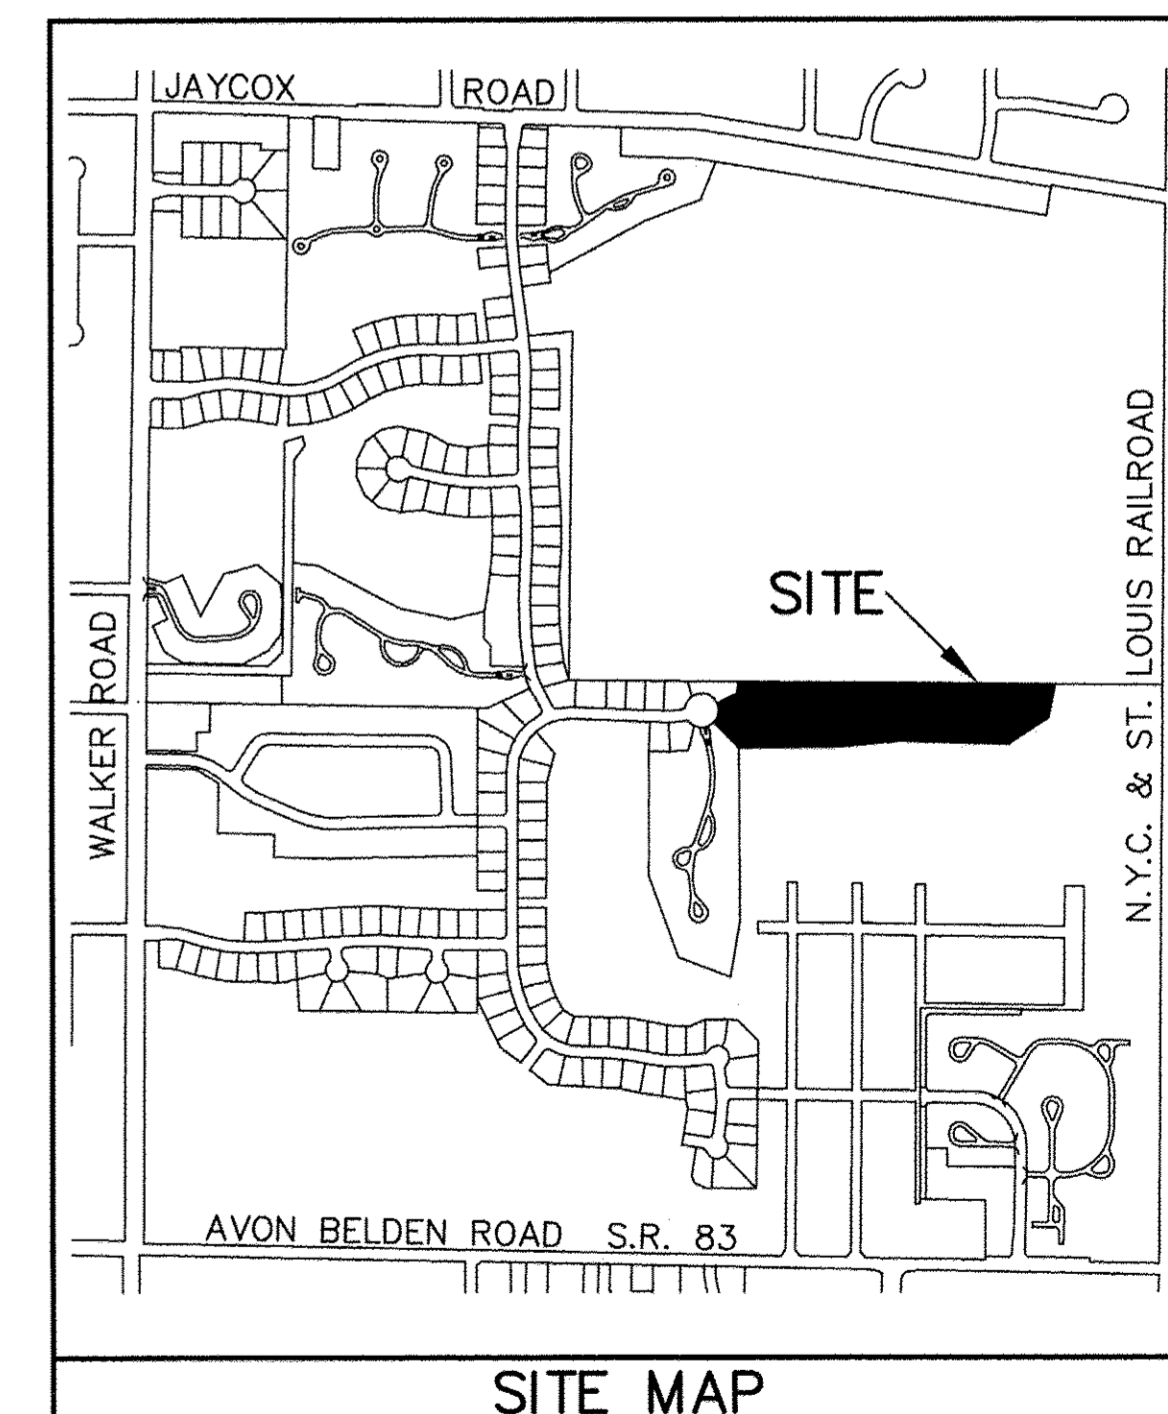 JAYCOX ROAD
SITE
N.Y.C. & ST. LOUIS RAILROAD
WALKER ROAD
AVON BELDEN ROAD S.R. 83
SITE MAP